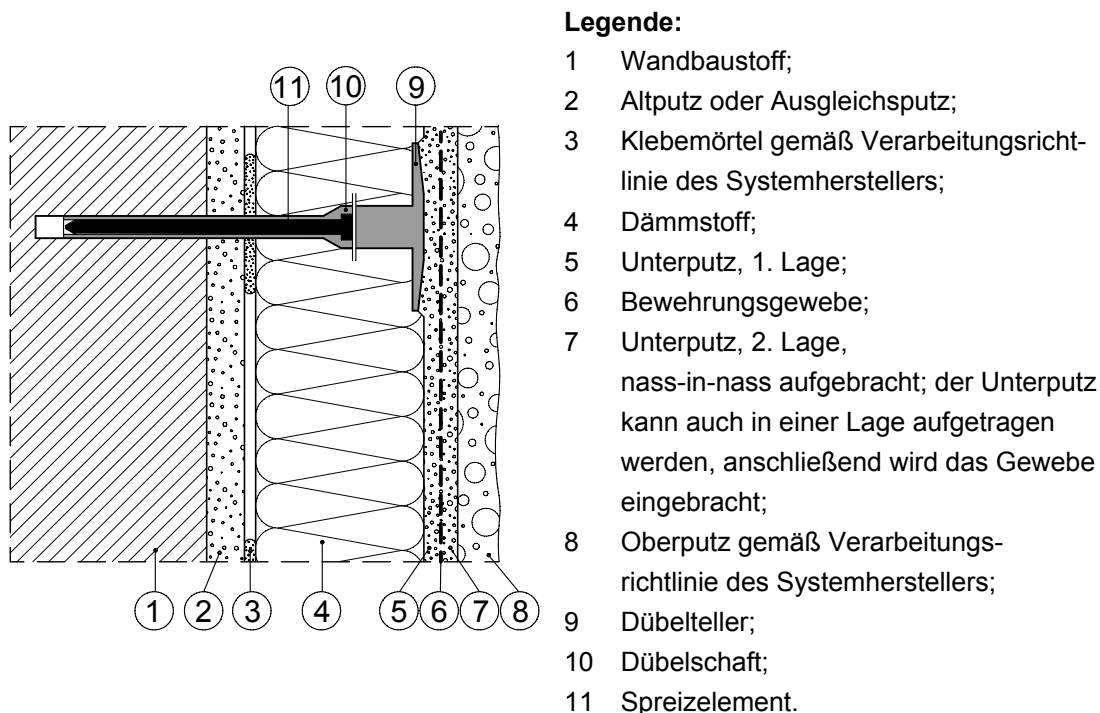 Legende:
1 Wandbaustoff;
2 Altputz oder Ausgleichsputz;
3 Klebemörtel gemäß Verarbeitungsricht-
linie des Systemherstellers;
4 Dämmstoff;
5 Unterputz, 1. Lage;
6 Bewehrungsgewebe;
7 Unterputz, 2. Lage,
nass-in-nass aufgebracht; der Unterputz
kann auch in einer Lage aufgetragen
werden, anschließend wird das Gewebe
eingebracht;
8 Oberputz gemäß Verarbeitungs-
richtlinie des Systemherstellers;
9 Dübelteller;
10 Dübelschaft;
11 Spreizelement.
11 10 9
1 2 3 4 5 6 7 8